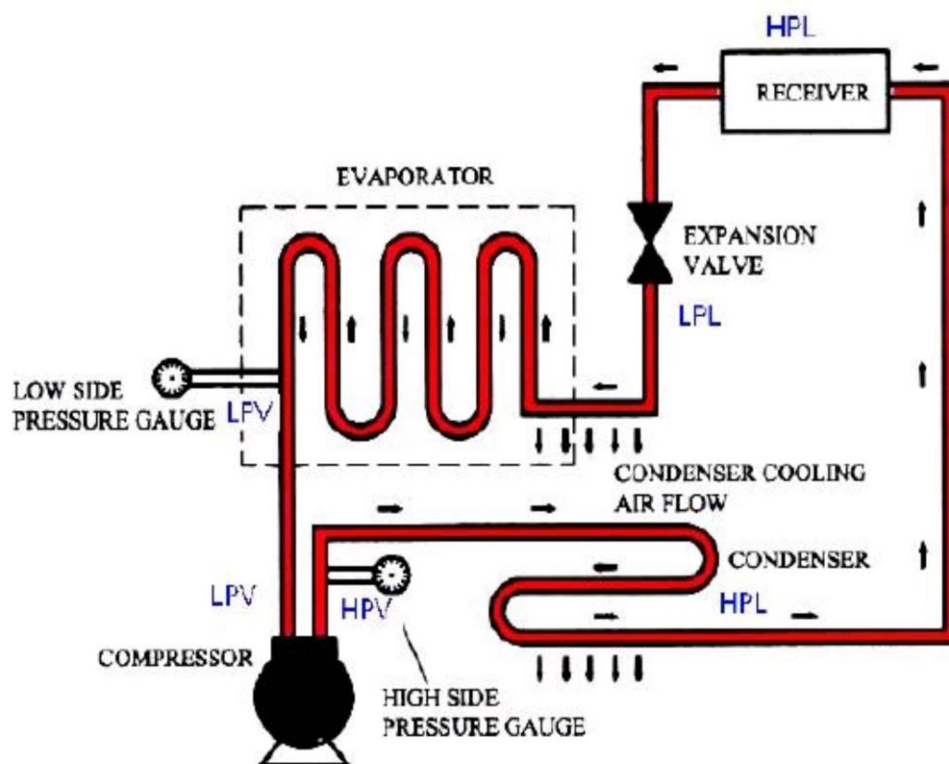 HPL
RECEIVER
EVAPORATOR
EXPANSION
VALVE
LPL
LOW SIDE
PRESSURE GAUGE
LPV
CONDENSER COOLING
AIR FLOW
CONDENSER
LPV
HPV
HPL
COMPRESSOR
HIGH SIDE
PRESSURE GAUGE